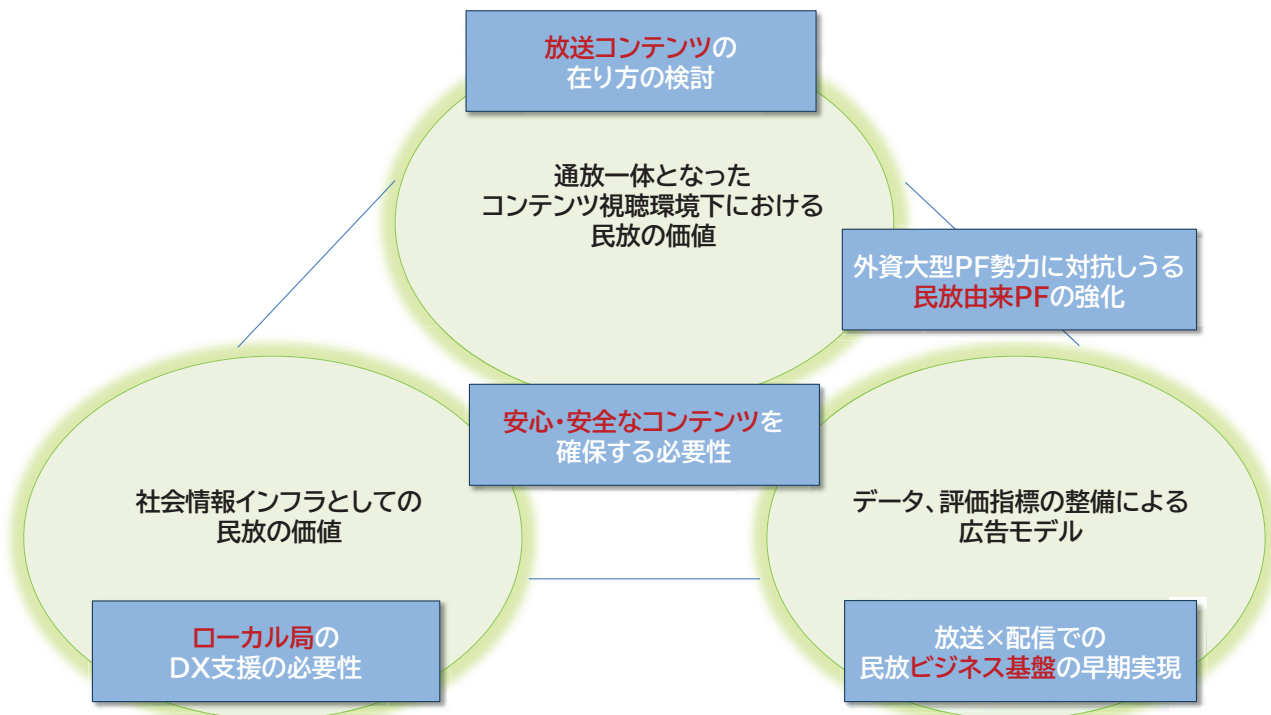 放送コンテンツの
在り方の検討
通放一体となった
コンテンツ視聴環境下における
民放の価値
外資大型PF勢力に対抗しうる
民放由来PFの強化
安心・安全なコンテンツを
確保する必要性
社会情報インフラとしての
民放の価値
データ、評価指標の整備による
広告モデル
ローカル局の
DX支援の必要性
放送×配信での
民放ビジネス基盤の早期実現